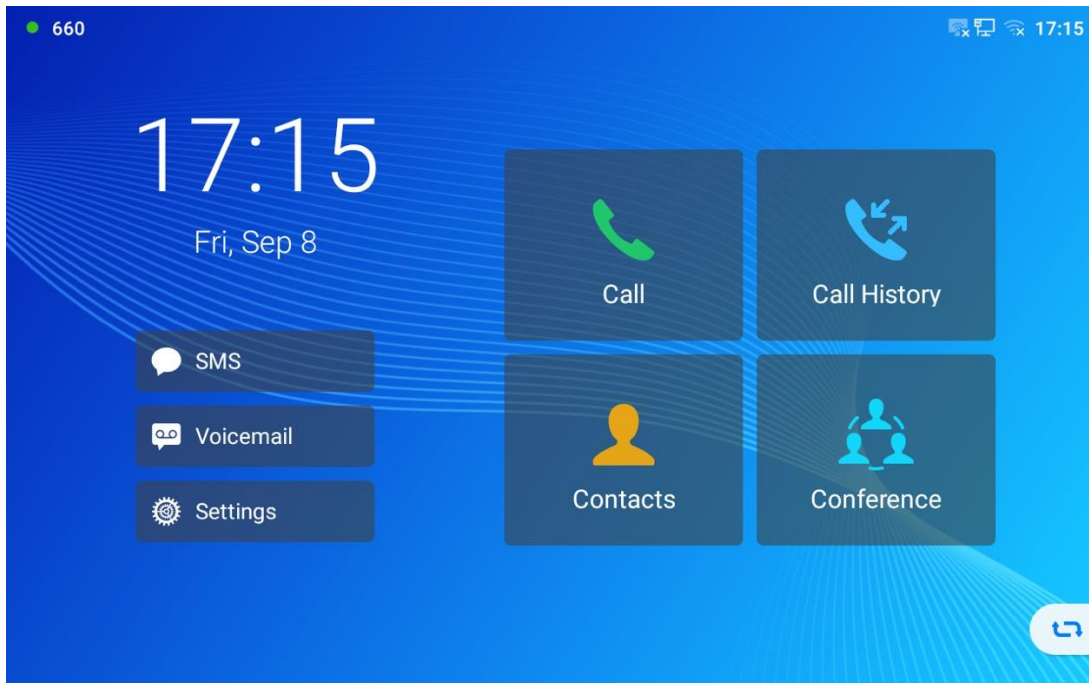 660
17:15
17:15
Fri, Sep 8
SMS
Voicemail
Settings
Call
Call History
Contacts
Conference